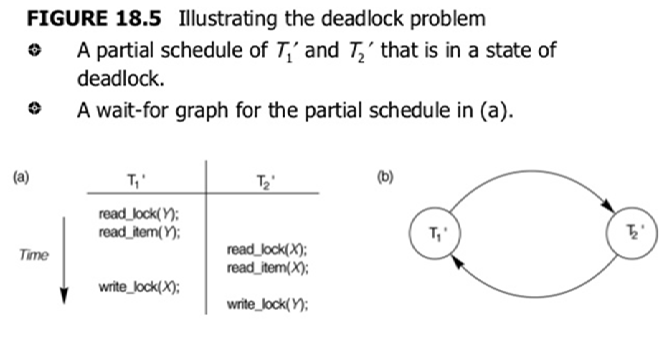 FIGURE 18.5 Illustrating the deadlock problem
A partial schedule of T₁′ and T₂′ that is in a state of
deadlock.
A wait-for graph for the partial schedule in (a).
(a)
T₁'
T₂'
(b)
read_lock(Y);
read_item(Y);
Time
read_lock(X);
read_item(X);
write_lock(X);
write_lock(Y);
T₁'
T₂'